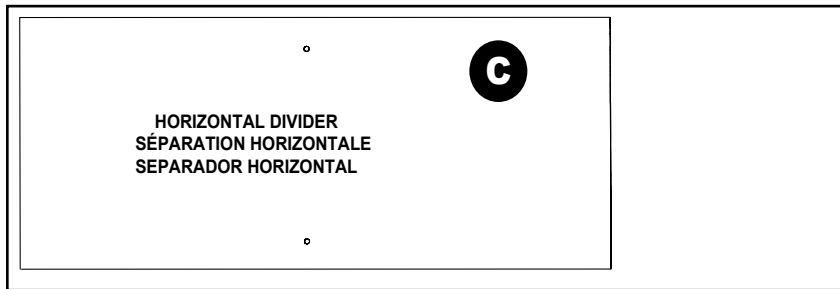 C
HORIZONTAL DIVIDER
SÉPARATION HORIZONTALE
SEPARADOR HORIZONTAL